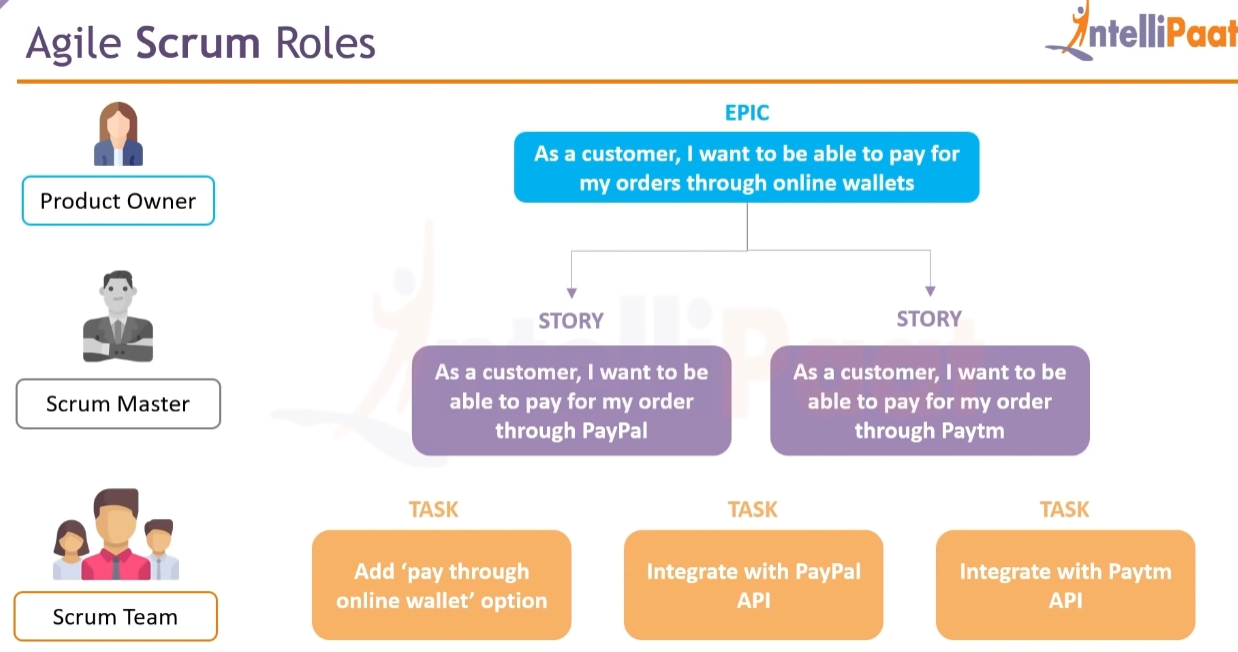 Agile Scrum Roles
IntelliPaat
EPIC
As a customer, I want to be able to pay for
my orders through online wallets
Product Owner
STORY
As a customer, I want to be
able to pay for my order
through PayPal
STORY
As a customer, I want to be
able to pay for my order
through Paytm
IntelliPaat
Scrum Master
TASK
Add ‘pay through
online wallet’ option
TASK
Integrate with PayPal
API
TASK
Integrate with Paytm
API
Scrum Team